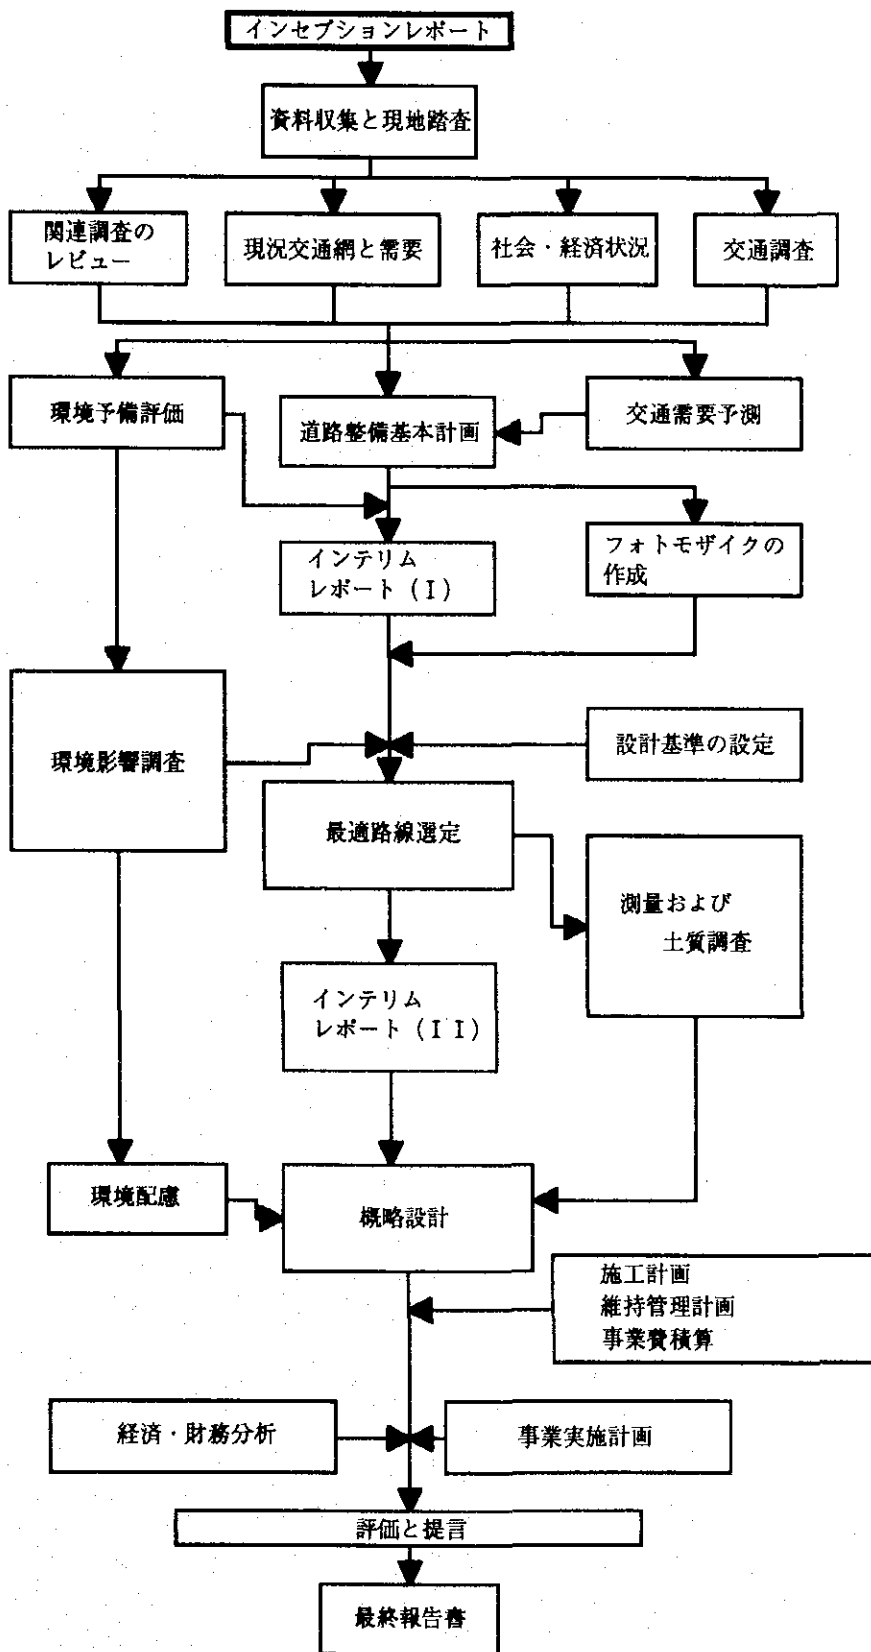 インセプションレポート
資料収集と現地踏査
関連調査の
レビュー
現況交通網と需要
社会・経済状況
交通調査
環境予備評価
道路整備基本計画
交通需要予測
インテリム
レポート（Ｉ）
フォトモザイクの
作成
環境影響調査
設計基準の設定
最適路線選定
測量および
土質調査
インテリム
レポート（ＩＩ）
環境配慮
概略設計
施工計画
維持管理計画
事業費積算
経済・財務分析
事業実施計画
評価と提言
最終報告書